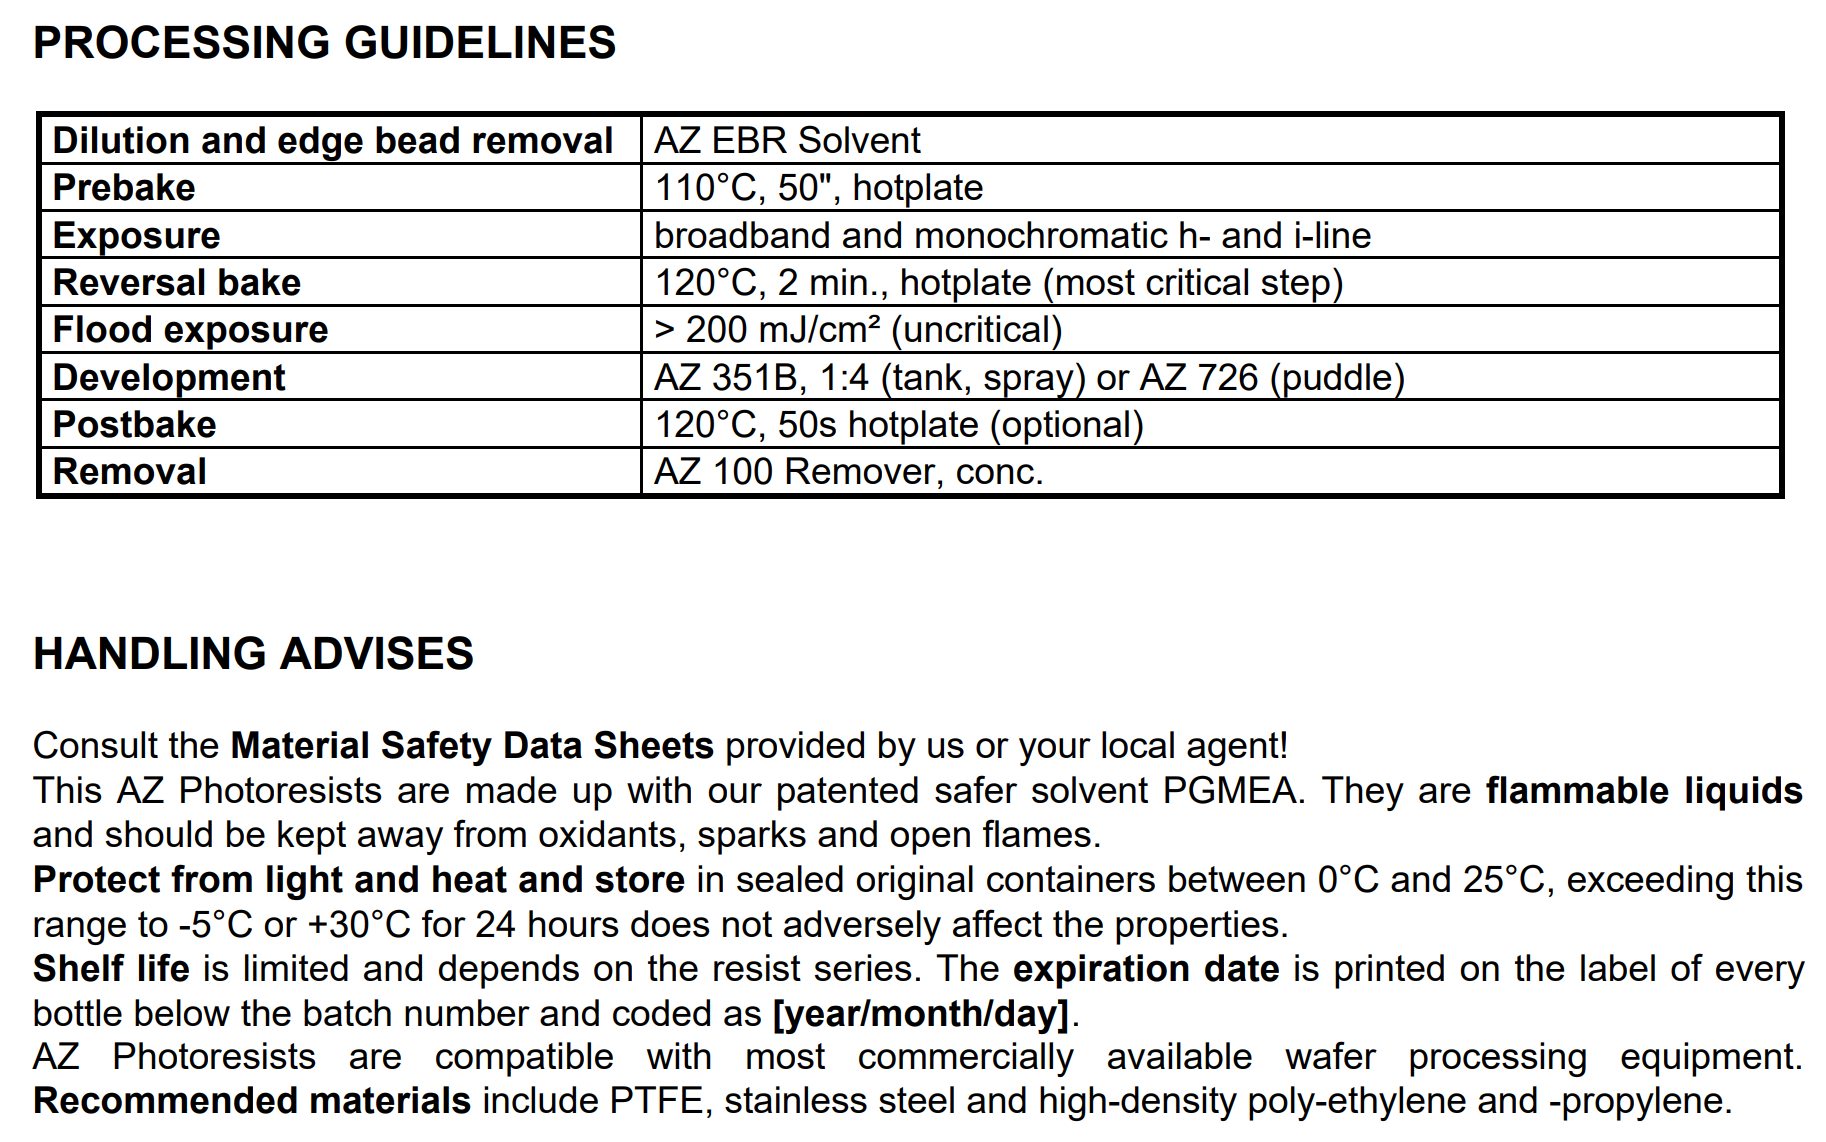 PROCESSING GUIDELINES
Dilution and edge bead removal AZ EBR Solvent
Prebake 110°C, 50", hotplate
Exposure broadband and monochromatic h- and i-line
Reversal bake 120°C, 2 min., hotplate (most critical step)
Flood exposure > 200 mJ/cm² (uncritical)
Development AZ 351B, 1:4 (tank, spray) or AZ 726 (puddle)
Postbake 120°C, 50s hotplate (optional)
Removal AZ 100 Remover, conc.
HANDLING ADVISES
Consult the Material Safety Data Sheets provided by us or your local agent!
This AZ Photoresists are made up with our patented safer solvent PGMEA. They are flammable liquids
and should be kept away from oxidants, sparks and open flames.
Protect from light and heat and store in sealed original containers between 0°C and 25°C, exceeding this
range to -5°C or +30°C for 24 hours does not adversely affect the properties.
Shelf life is limited and depends on the resist series. The expiration date is printed on the label of every
bottle below the batch number and coded as [year/month/day].
AZ Photoresists are compatible with most commercially available wafer processing equipment.
Recommended materials include PTFE, stainless steel and high-density poly-ethylene and -propylene.